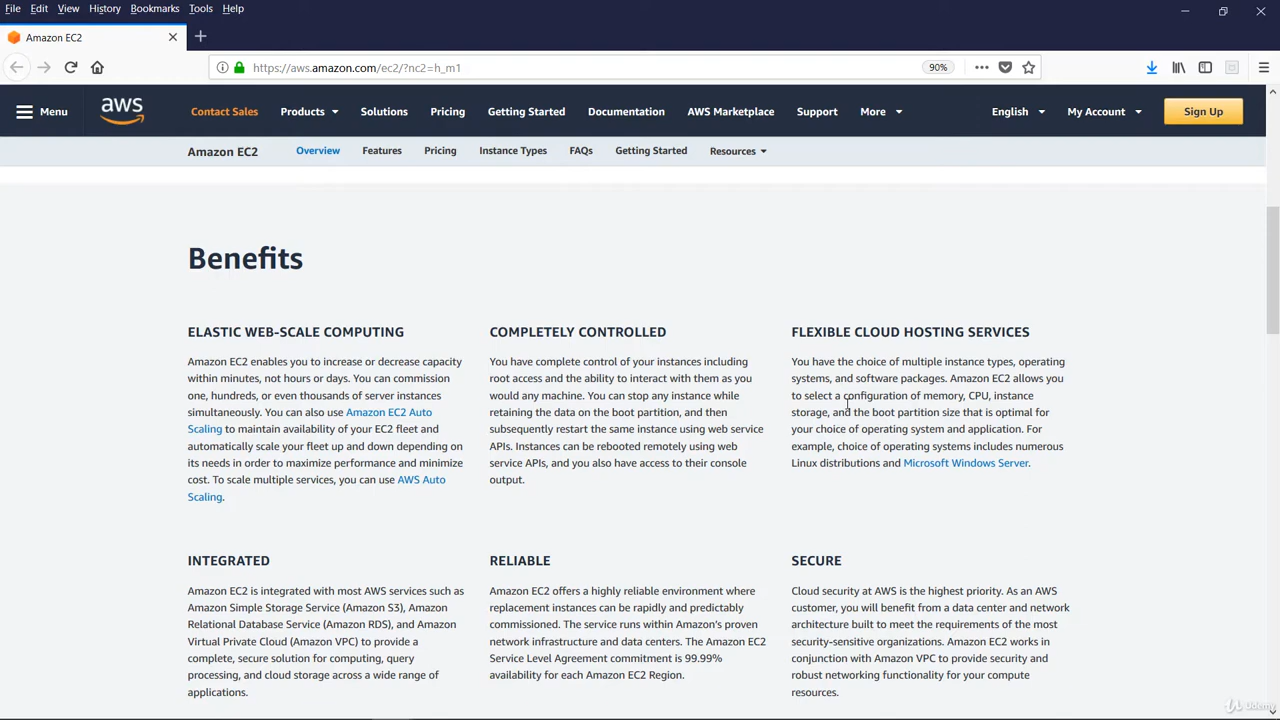 File Edit View History Bookmarks Tools Help
Amazon EC2
https://aws.amazon.com/ec2/?nc2=h_m1
90%
Menu
aws
Contact Sales Products Solutions Pricing Getting Started Documentation AWS Marketplace Support More English My Account Sign Up
Amazon EC2 Overview Features Pricing Instance Types FAQs Getting Started Resources
Benefits
ELASTIC WEB-SCALE COMPUTING
Amazon EC2 enables you to increase or decrease capacity
within minutes, not hours or days. You can commission
one, hundreds, or even thousands of server instances
simultaneously. You can also use Amazon EC2 Auto
Scaling to maintain availability of your EC2 fleet and
automatically scale your fleet up and down depending on
its needs in order to maximize performance and minimize
cost. To scale multiple services, you can use AWS Auto
Scaling.
COMPLETELY CONTROLLED
You have complete control of your instances including
root access and the ability to interact with them as you
would any machine. You can stop any instance while
retaining the data on the boot partition, and then
subsequently restart the same instance using web service
APIs. Instances can be rebooted remotely using web
service APIs, and you also have access to their console
output.
FLEXIBLE CLOUD HOSTING SERVICES
You have the choice of multiple instance types, operating
systems, and software packages. Amazon EC2 allows you
to select a configuration of memory, CPU, instance
storage, and the boot partition size that is optimal for
your choice of operating system and application. For
example, choice of operating systems includes numerous
Linux distributions and Microsoft Windows Server.
INTEGRATED
Amazon EC2 is integrated with most AWS services such as
Amazon Simple Storage Service (Amazon S3), Amazon
Relational Database Service (Amazon RDS), and Amazon
Virtual Private Cloud (Amazon VPC) to provide a
complete, secure solution for computing, query
processing, and cloud storage across a wide range of
applications.
RELIABLE
Amazon EC2 offers a highly reliable environment where
replacement instances can be rapidly and predictably
commissioned. The service runs within Amazon's proven
network infrastructure and data centers. The Amazon EC2
Service Level Agreement commitment is 99.99%
availability for each Amazon EC2 Region.
SECURE
Cloud security at AWS is the highest priority. As an AWS
customer, you will benefit from a data center and network
architecture built to meet the requirements of the most
security-sensitive organizations. Amazon EC2 works in
conjunction with Amazon VPC to provide security and
robust networking functionality for your compute
resources.
Udemy